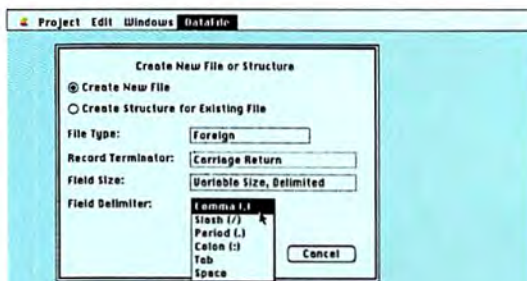 Project Edit Windows DataFile
Create New File or Structure
Create New File
Create Structure for Existing File
File Type: Foreign
Record Terminator: Carriage Return
Field Size: Variable Size, Delimited
Field Delimiter: Comma (,)
Slash (/)
Period (.)
Colon (:)
Tab
Space
Cancel